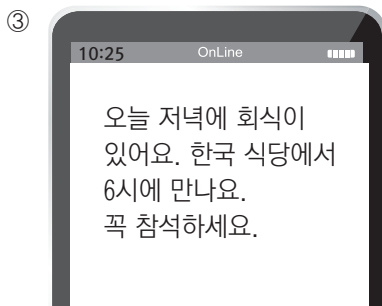 ③
10:25 OnLine
오늘 저녁에 회식이
있어요. 한국 식당에서
6시에 만나요.
꼭 참석하세요.